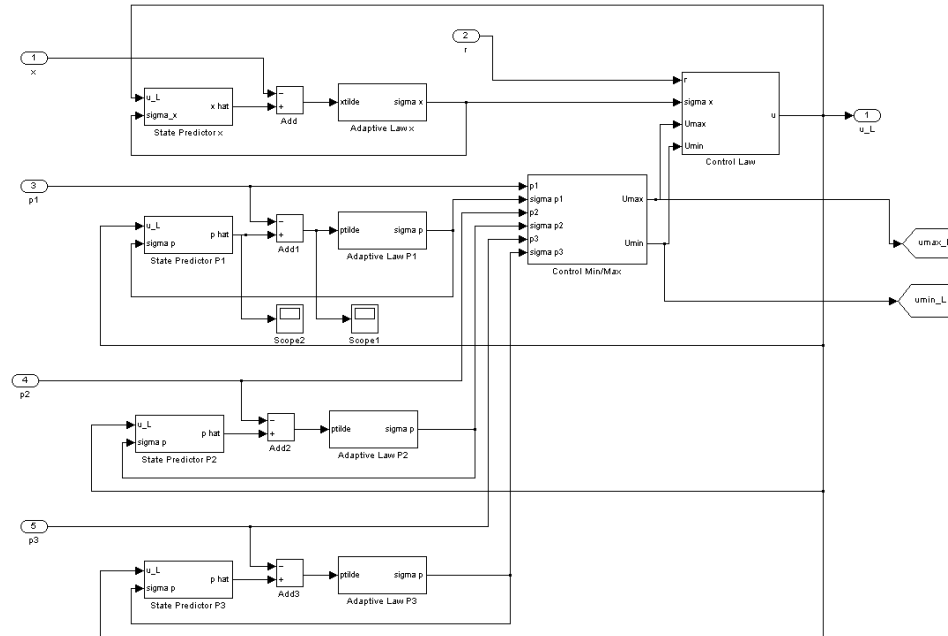 1
x
2
r
u_L
sigma_x
x hat
State Predictor x
−
+
Add
xtilde
sigma x
Adaptive Law x
r
sigma x
Umax
Umin
u
Control Law
1
u_L
3
p1
u_L
sigma p
p hat
State Predictor P1
−
+
Add1
ptilde
sigma p
Adaptive Law P1
p1
sigma p1
p2
sigma p2
p3
sigma p3
Umax
Umin
Control Min/Max
umax_L
umin_L
Scope2
Scope1
4
p2
u_L
sigma p
p hat
State Predictor P2
−
+
Add2
ptilde
sigma p
Adaptive Law P2
5
p3
u_L
sigma p
p hat
State Predictor P3
−
+
Add3
ptilde
sigma p
Adaptive Law P3